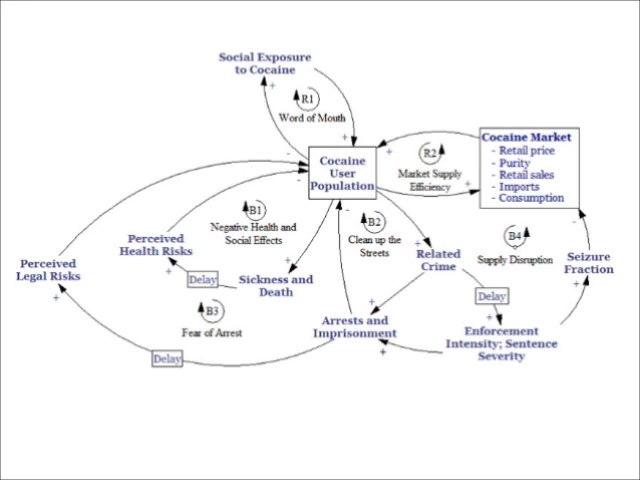 Social Exposure
to Cocaine
+
R1
Word of Mouth
+
-
-
Cocaine
User
Population
+
R2
Market Supply
Efficiency
+
Cocaine Market
- Retail price
- Purity
- Retail sales
- Imports
- Consumption
-
B1
Negative Health and
Social Effects
-
B2
Clean up the
Streets
B4
Supply Disruption
Perceived
Health Risks
+
Delay
Sickness and
Death
+
+
Related
Crime
Seizure
Fraction
+
Perceived
Legal Risks
+
B3
Fear of Arrest
Delay
+
+
Arrests and
Imprisonment
+
Enforcement
Intensity; Sentence
Severity
Delay